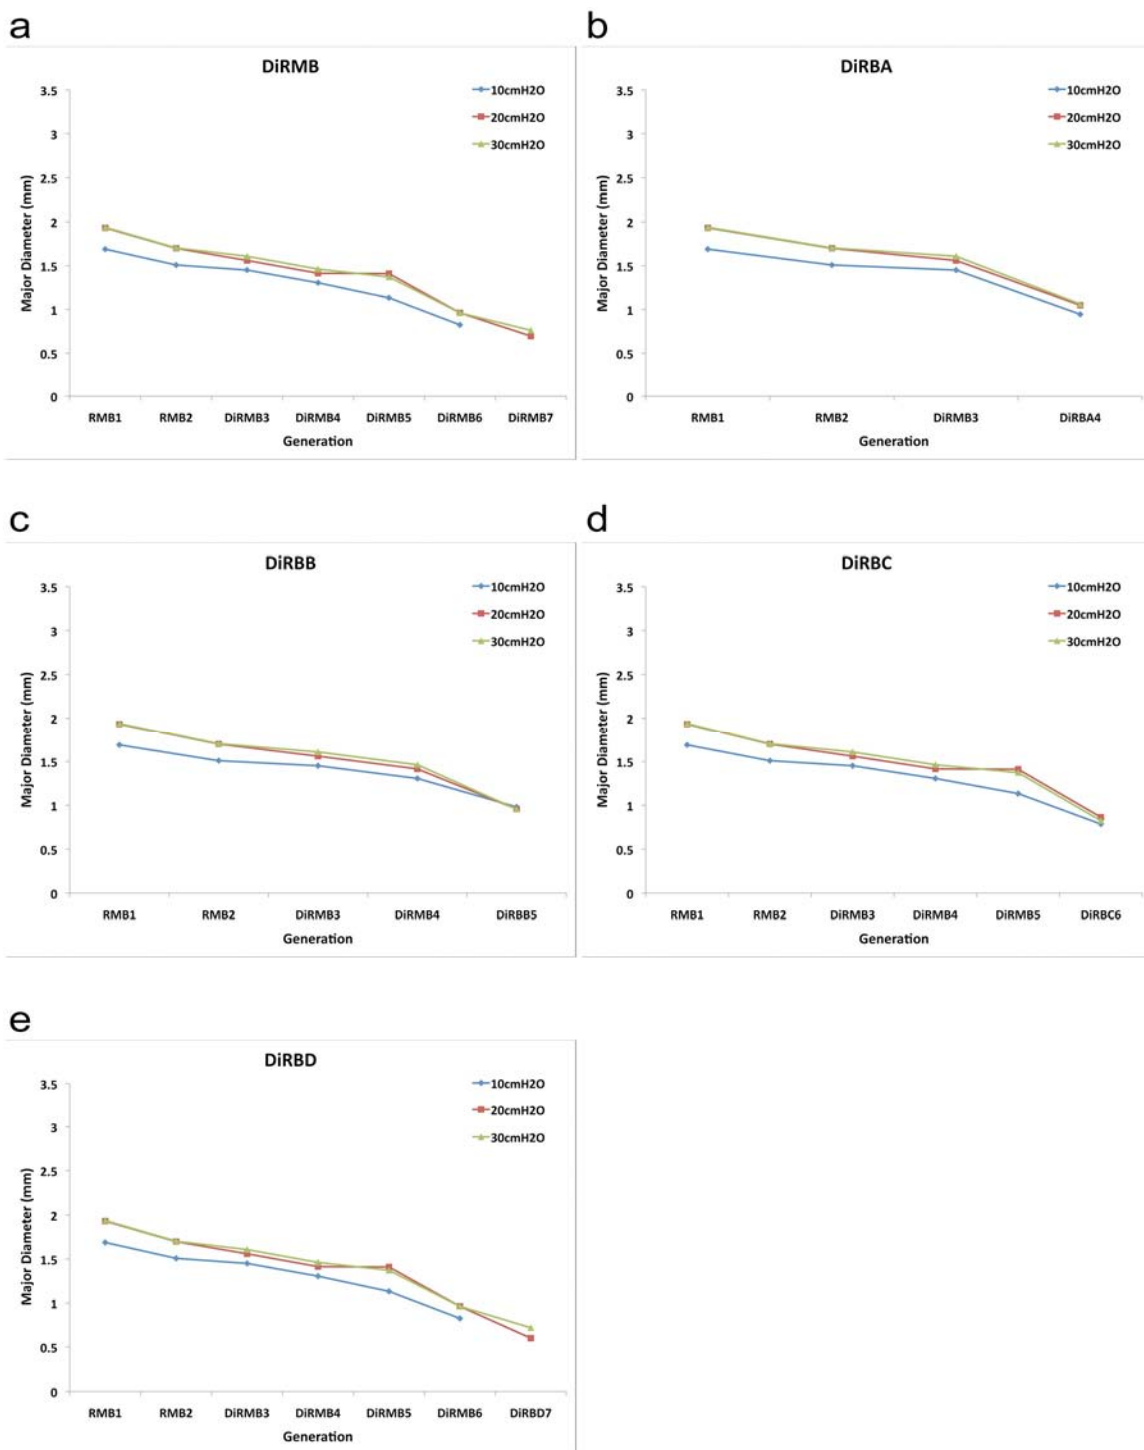 a
DiRMB
10cmH2O
20cmH2O
30cmH2O
3.5
3
2.5
2
1.5
1
0.5
0
Major Diameter (mm)
RMB1 RMB2 DiRMB3 DiRMB4 DiRMB5 DiRMB6 DiRMB7
Generation
b
DiRBA
10cmH2O
20cmH2O
30cmH2O
3.5
3
2.5
2
1.5
1
0.5
0
Major Diameter (mm)
RMB1 RMB2 DiRMB3 DiRBA4
Generation
c
DiRBB
10cmH2O
20cmH2O
30cmH2O
3.5
3
2.5
2
1.5
1
0.5
0
Major Diameter (mm)
RMB1 RMB2 DiRMB3 DiRMB4 DiRBB5
Generation
d
DiRBC
10cmH2O
20cmH2O
30cmH2O
3.5
3
2.5
2
1.5
1
0.5
0
Major Diameter (mm)
RMB1 RMB2 DiRMB3 DiRMB4 DiRMB5 DiRBC6
Generation
e
DiRBD
10cmH2O
20cmH2O
30cmH2O
3.5
3
2.5
2
1.5
1
0.5
0
Major Diameter (mm)
RMB1 RMB2 DiRMB3 DiRMB4 DiRMB5 DiRMB6 DiRBD7
Generation